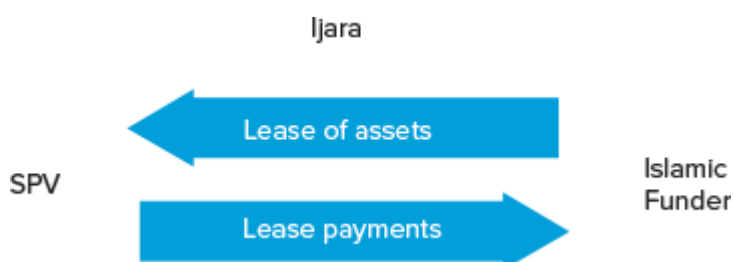 Ijara
Lease of assets
SPV
Islamic
Funder
Lease payments